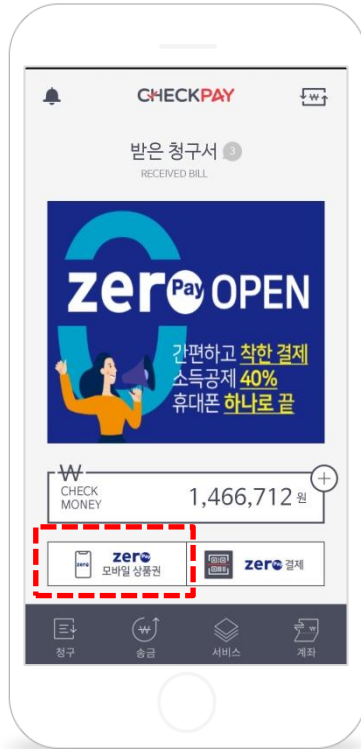 CHECKPAY
받은 청구서 3
RECEIVED BILL
zero Pay OPEN
간편하고 착한 결제
소득공제 40%
휴대폰 하나로 끝
₩
CHECK
MONEY
1,466,712 원
zero
zero Pay
모바일 상품권
zero Pay 결제
청구
송금
서비스
계좌